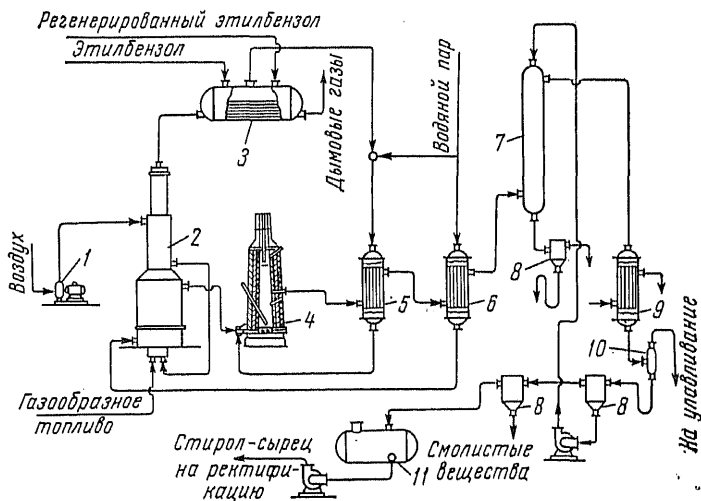 Регенерированный этилбензол
Этилбензол
Дымовые газы
Водяной пар
Воздух
1
2
3
4
5
6
7
8
9
10
На улавливание
8
8
Газообразное
топливо
Стирол-сырец
на ректифи-
кацию
11
Смолистые
вещества